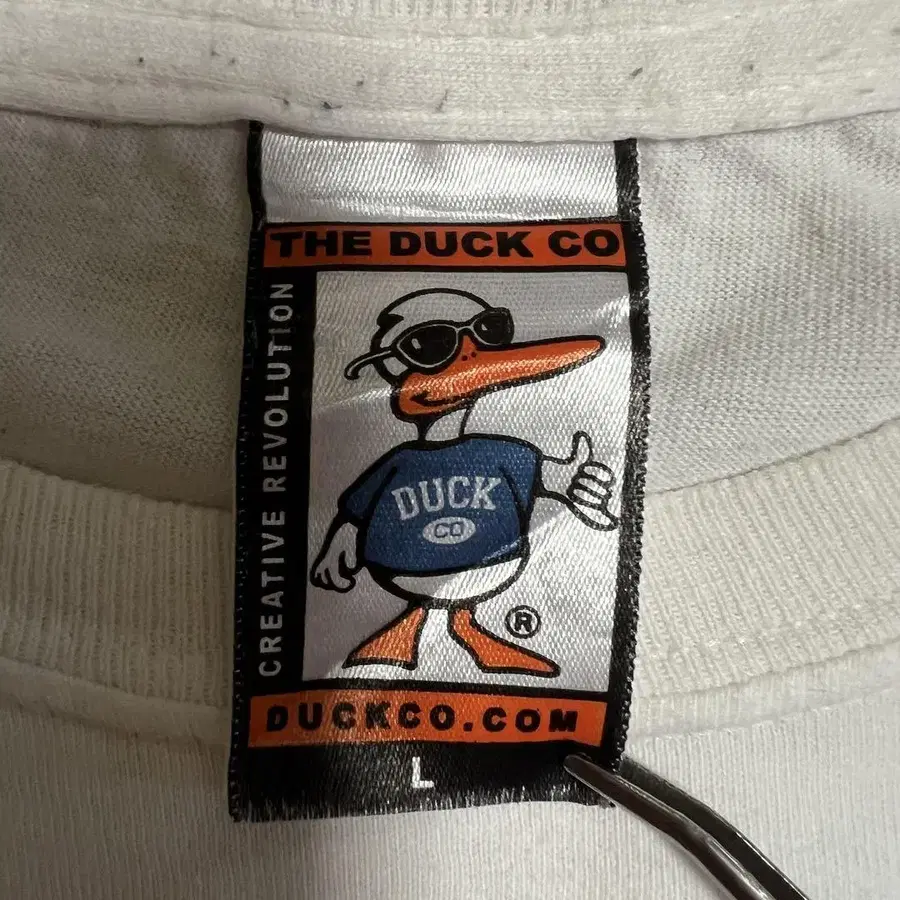 THE DUCK CO
CREATIVE REVOLUTION
DUCK
CO
®
DUCKCO.COM
L